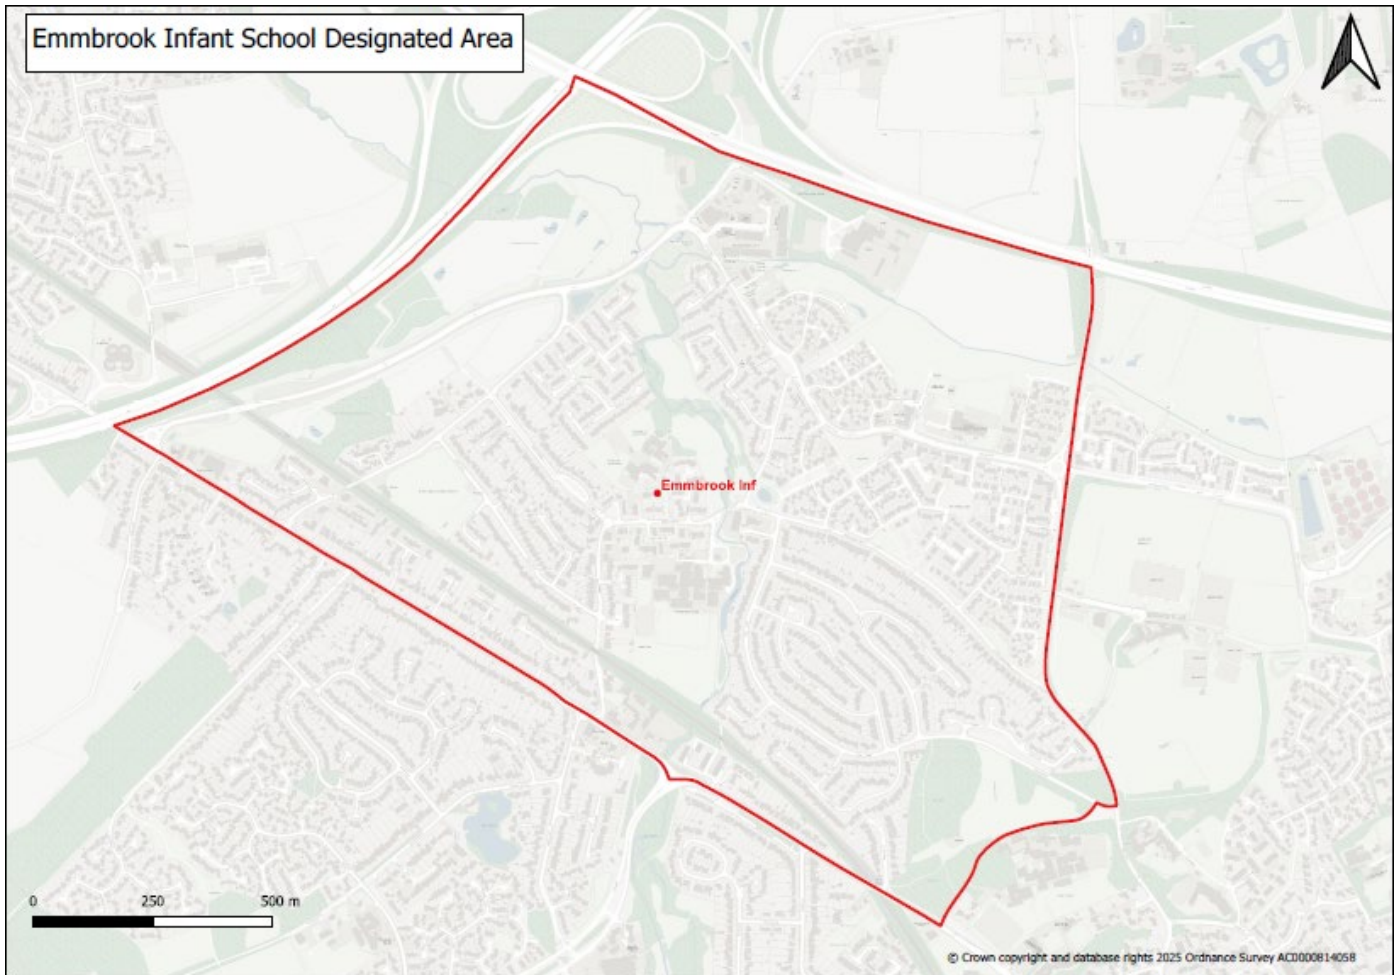 Emmbrook Infant School Designated Area
Emmbrook Inf
0 250 500 m
© Crown copyright and database rights 2025 Ordnance Survey AC0000814058